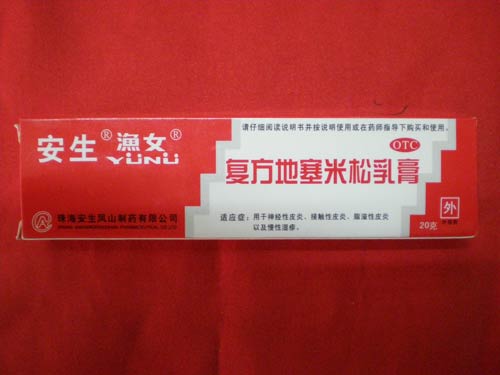 请仔细阅读说明书并按说明使用或在药师指导下购买和使用。
安生® 漁女®
YUNU
OTC
复方地塞米松乳膏
适应症：用于神经性皮炎、接触性皮炎、脂溢性皮炎
以及慢性湿疹。
外
20克
珠海安生凤山制药有限公司